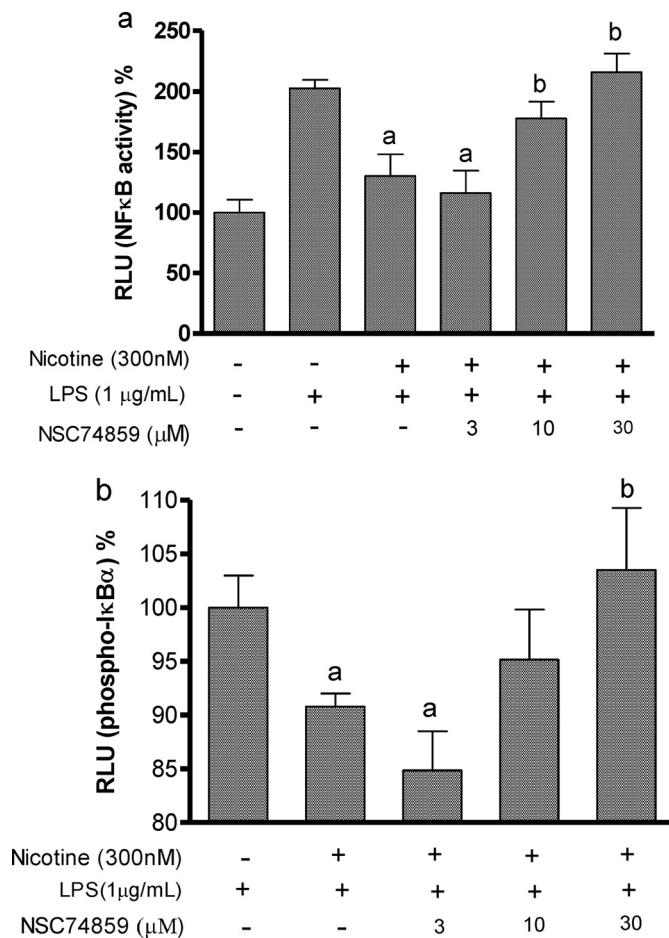 a
RLU (NFκB activity) %
250
200
150
100
50
0
a
a
b
b
Nicotine (300nM) - - + + + +
LPS (1 µg/mL) - + + + + +
NSC74859 (µM) - - - 3 10 30
b
RLU (phospho-IκBα) %
110
105
100
95
90
85
80
a
a
b
Nicotine (300nM) - + + + +
LPS(1µg/mL) + + + + +
NSC74859 (µM) - - 3 10 30